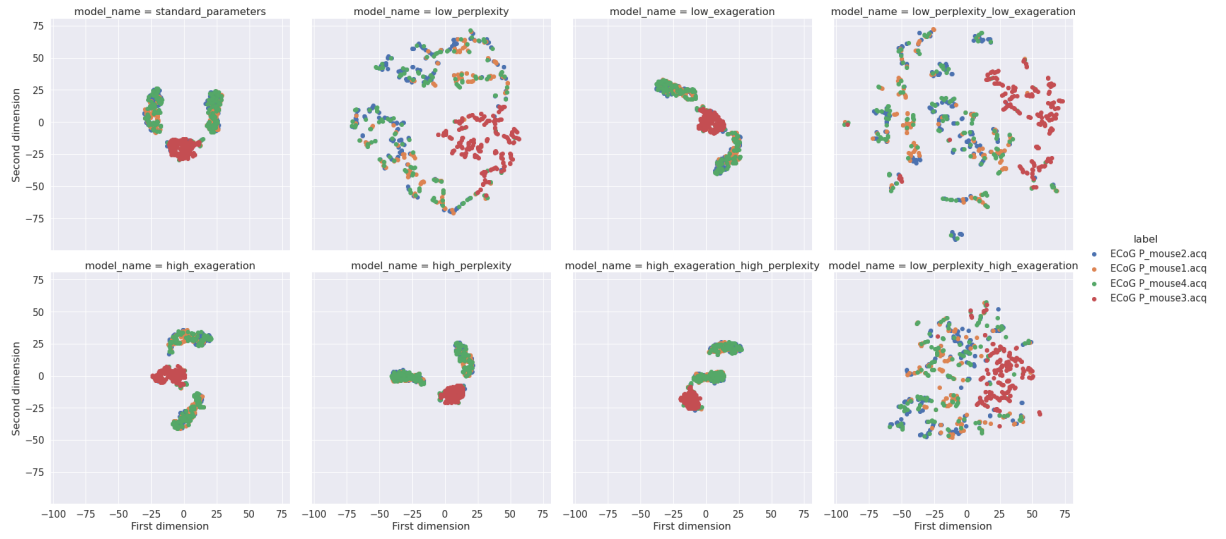 model_name = standard_parameters
model_name = low_perplexity
model_name = low_exageration
model_name = low_perplexity_low_exageration
75
50
25
0
−25
−50
−75
Second dimension
model_name = high_exageration
model_name = high_perplexity
model_name = high_exageration_high_perplexity
model_name = low_perplexity_high_exageration
75
50
25
0
−25
−50
−75
Second dimension
−100 −75 −50 −25 0 25 50 75
First dimension
−100 −75 −50 −25 0 25 50 75
First dimension
−100 −75 −50 −25 0 25 50 75
First dimension
−100 −75 −50 −25 0 25 50 75
First dimension
label
ECoG P_mouse2.acq
ECoG P_mouse1.acq
ECoG P_mouse4.acq
ECoG P_mouse3.acq